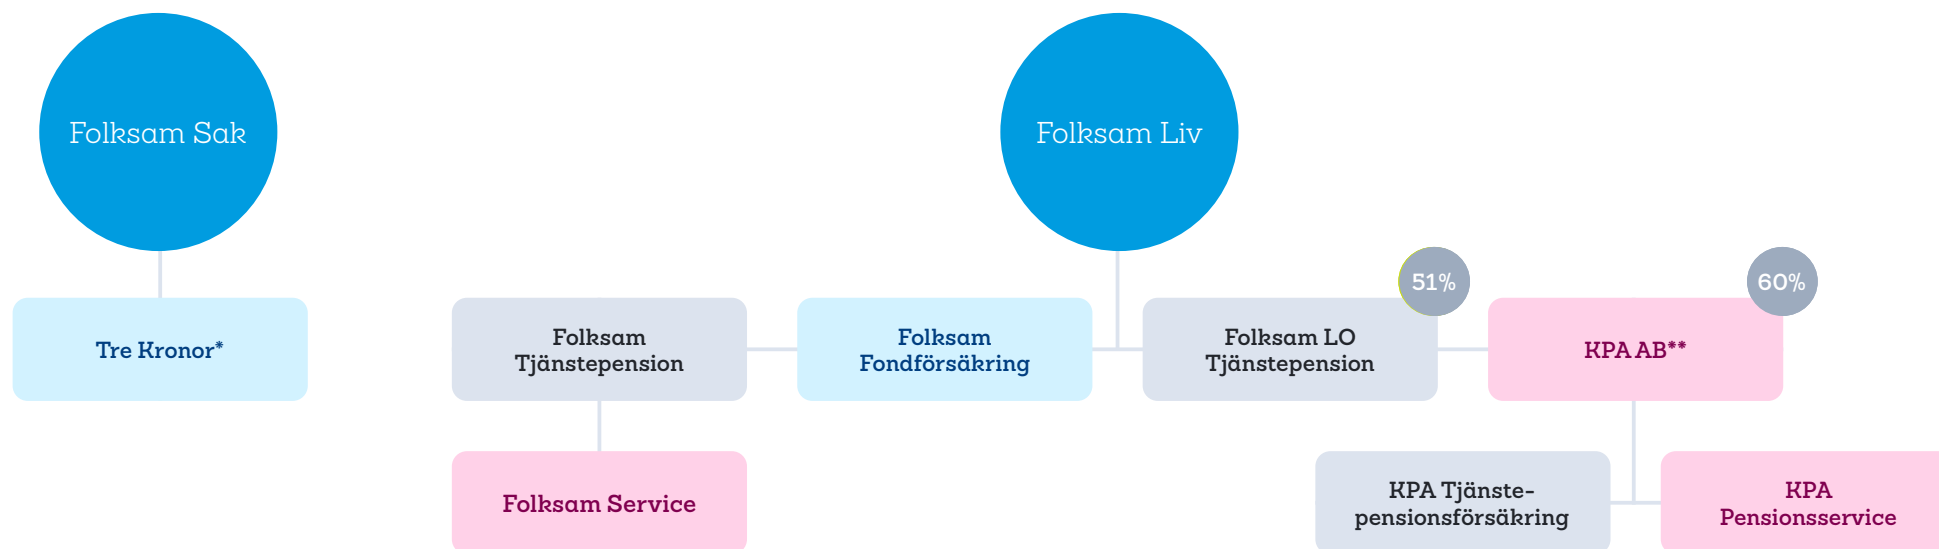 Folksam Sak
Folksam Liv
51%
60%
Tre Kronor*
Folksam
Tjänstepension
Folksam
Fondförsäkring
Folksam LO
Tjänstepension
KPA AB**
Folksam Service
KPA Tjänste-
pensionsförsäkring
KPA
Pensionsservice